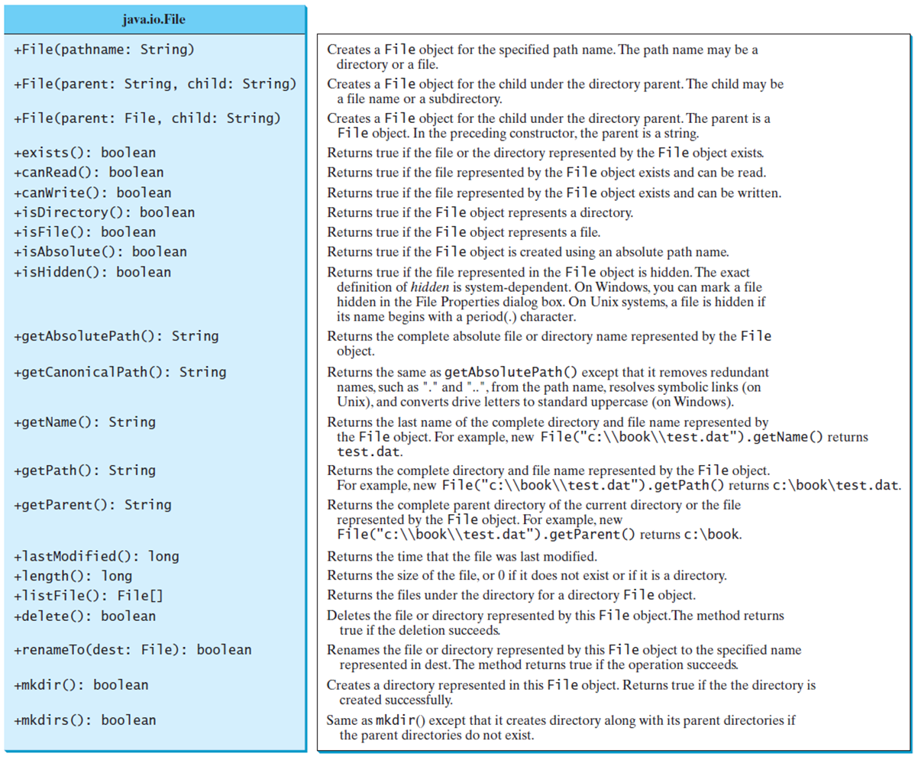 java.io.File
+File(pathname: String)
Creates a File object for the specified path name. The path name may be a
directory or a file.
+File(parent: String, child: String)
Creates a File object for the child under the directory parent. The child may be
a file name or a subdirectory.
+File(parent: File, child: String)
Creates a File object for the child under the directory parent. The parent is a
File object. In the preceding constructor, the parent is a string.
+exists(): boolean
Returns true if the file or the directory represented by the File object exists.
+canRead(): boolean
Returns true if the file represented by the File object exists and can be read.
+canWrite(): boolean
Returns true if the file represented by the File object exists and can be written.
+isDirectory(): boolean
Returns true if the File object represents a directory.
+isFile(): boolean
Returns true if the File object represents a file.
+isAbsolute(): boolean
Returns true if the File object is created using an absolute path name.
+isHidden(): boolean
Returns true if the file represented in the File object is hidden. The exact
definition of hidden is system-dependent. On Windows, you can mark a file
hidden in the File Properties dialog box. On Unix systems, a file is hidden if
its name begins with a period(.) character.
+getAbsolutePath(): String
Returns the complete absolute file or directory name represented by the File
object.
+getCanonicalPath(): String
Returns the same as getAbsolutePath() except that it removes redundant
names, such as "." and "..", from the path name, resolves symbolic links (on
Unix), and converts drive letters to standard uppercase (on Windows).
+getName(): String
Returns the last name of the complete directory and file name represented by
the File object. For example, new File("c:\\book\\test.dat").getName() returns
test.dat.
+getPath(): String
Returns the complete directory and file name represented by the File object.
For example, new File("c:\\book\\test.dat").getPath() returns c:\book\test.dat.
+getParent(): String
Returns the complete parent directory of the current directory or the file
represented by the File object. For example, new
File("c:\\book\\test.dat").getParent() returns c:\book.
+lastModified(): long
Returns the time that the file was last modified.
+length(): long
Returns the size of the file, or 0 if it does not exist or if it is a directory.
+listFile(): File[]
Returns the files under the directory for a directory File object.
+delete(): boolean
Deletes the file or directory represented by this File object.The method returns
true if the deletion succeeds.
+renameTo(dest: File): boolean
Renames the file or directory represented by this File object to the specified name
represented in dest. The method returns true if the operation succeeds.
+mkdir(): boolean
Creates a directory represented in this File object. Returns true if the the directory is
created successfully.
+mkdirs(): boolean
Same as mkdir() except that it creates directory along with its parent directories if
the parent directories do not exist.